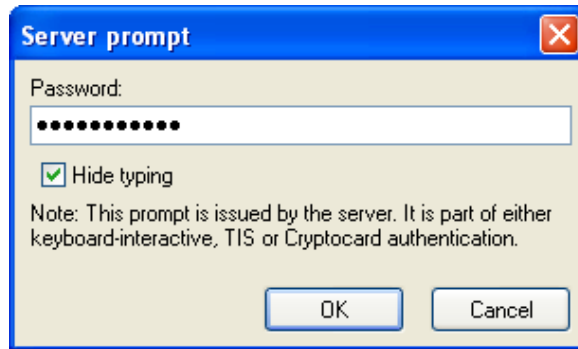 Server prompt
Password:
●●●●●●●●●●●
Hide typing
Note: This prompt is issued by the server. It is part of either
keyboard-interactive, TIS or Cryptocard authentication.
OK
Cancel